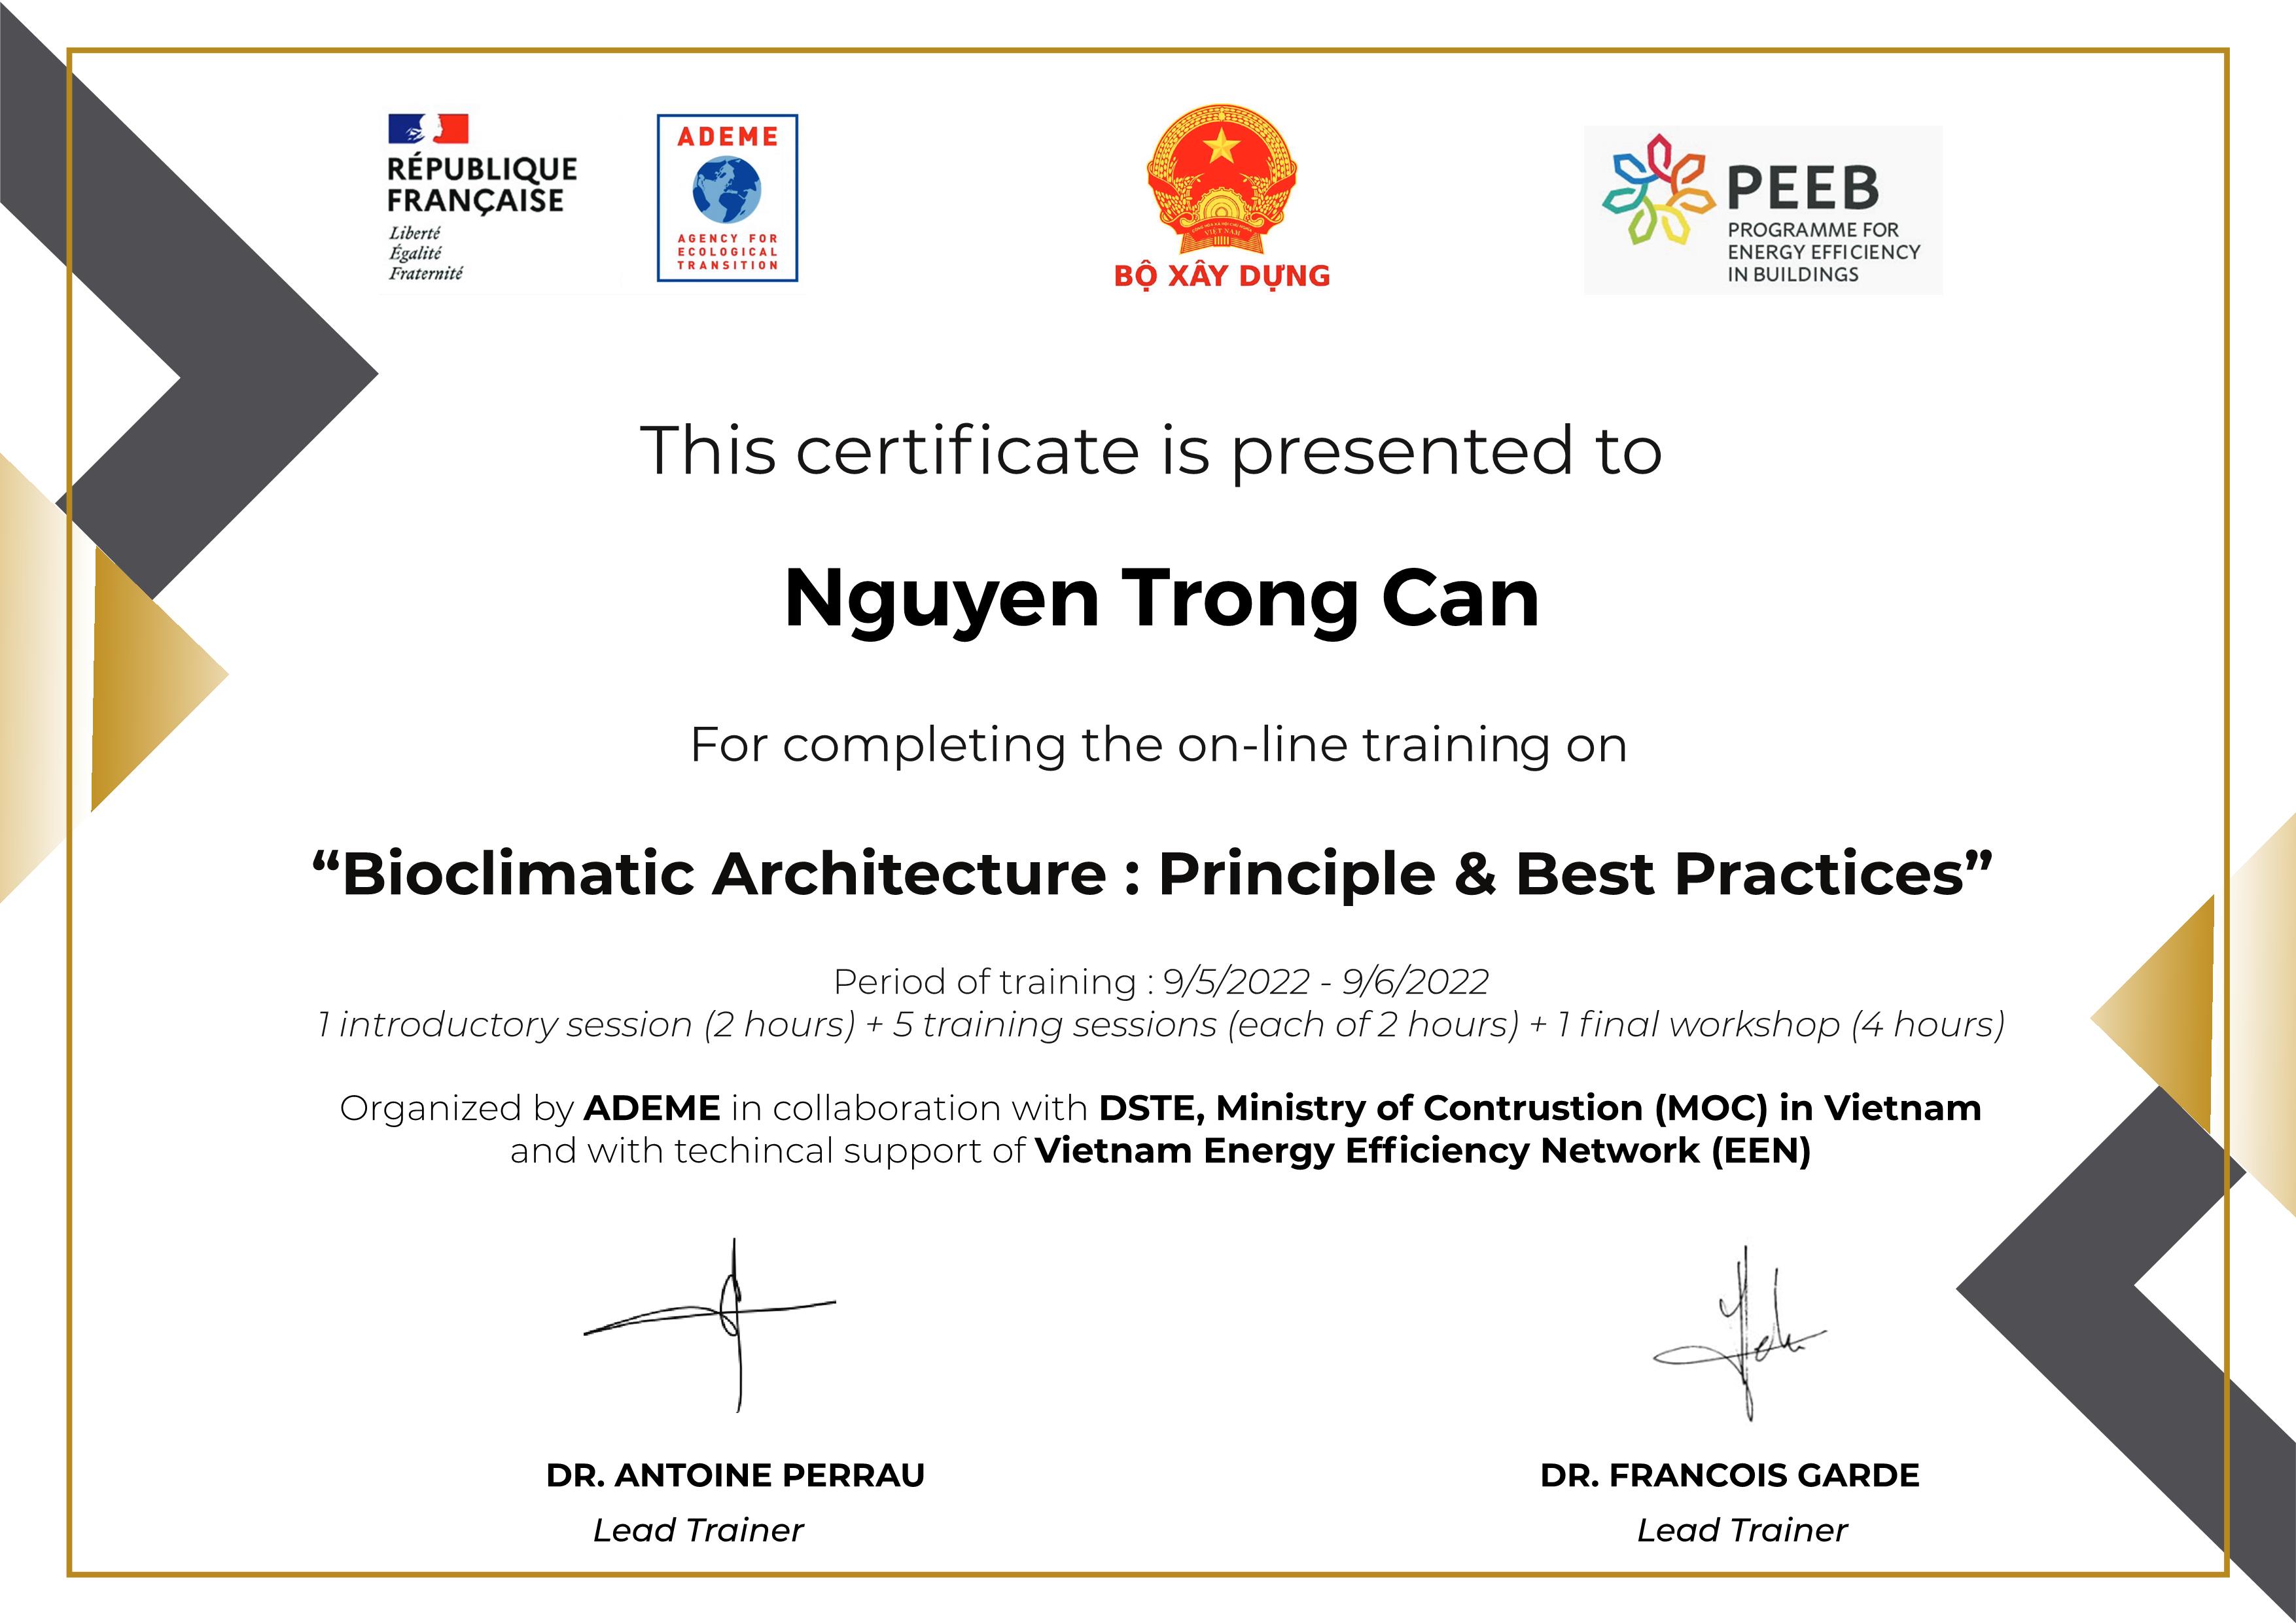 RÉPUBLIQUE
FRANÇAISE
Liberté
Égalité
Fraternité
ADEME
AGENCY FOR
ECOLOGICAL
TRANSITION
VIỆT NAM
BỘ XÂY DỰNG
PEEB
PROGRAMME FOR
ENERGY EFFICIENCY
IN BUILDINGS
This certificate is presented to
Nguyen Trong Can
For completing the on-line training on
“Bioclimatic Architecture : Principle & Best Practices”
Period of training : 9/5/2022 - 9/6/2022
1 introductory session (2 hours) + 5 training sessions (each of 2 hours) + 1 final workshop (4 hours)
Organized by ADEME in collaboration with DSTE, Ministry of Contrustion (MOC) in Vietnam
and with techincal support of Vietnam Energy Efficiency Network (EEN)
DR. ANTOINE PERRAU
Lead Trainer
DR. FRANCOIS GARDE
Lead Trainer